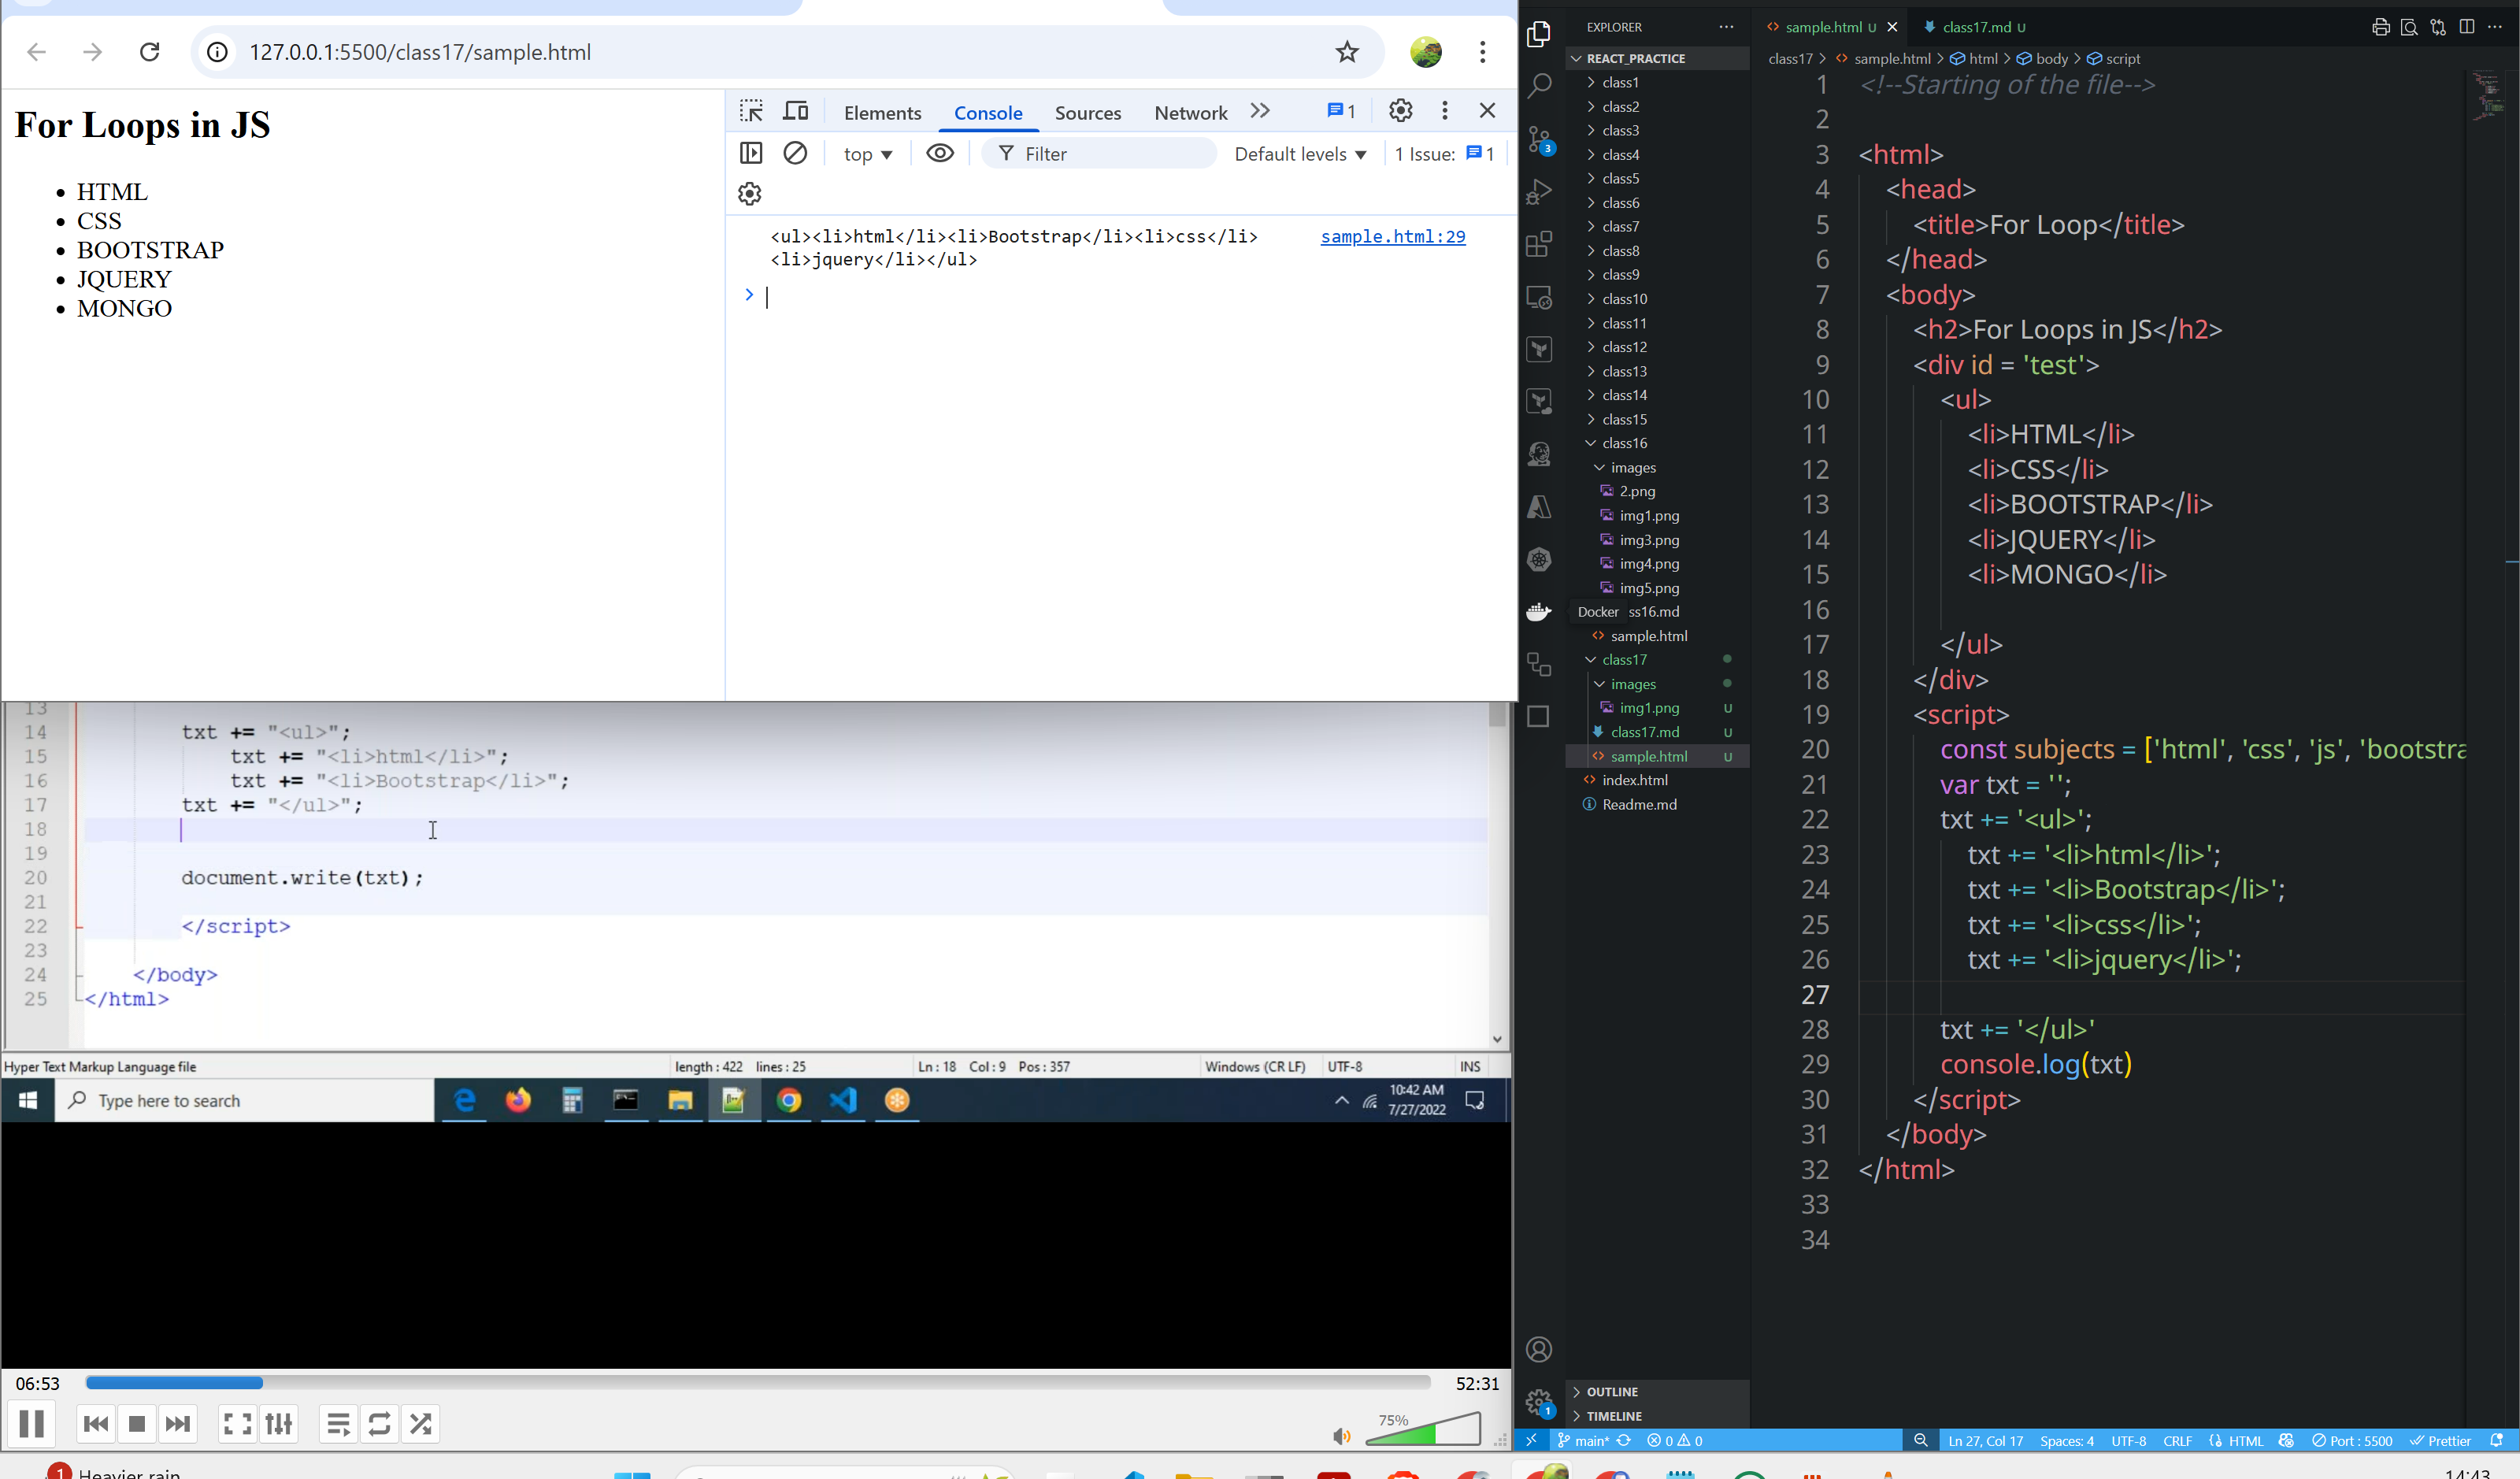 127.0.0.1:5500/class17/sample.html
For Loops in JS
HTML
CSS
BOOTSTRAP
JQUERY
MONGO
Elements Console Sources Network 1
top Filter Default levels 1 Issue: 1
<ul><li>html</li><li>Bootstrap</li><li>css</li> sample.html:29
<li>jquery</li></ul>
13
14 txt += "<ul>";
15 txt += "<li>html</li>";
16 txt += "<li>Bootstrap</li>";
17 txt += "</ul>";
18
19
20 document.write(txt);
21
22 </script>
23
24 </body>
25 </html>
Hyper Text Markup Language file length : 422 lines : 25 Ln : 18 Col : 9 Pos : 357 Windows (CR LF) UTF-8 INS
Type here to search
10:42 AM
7/27/2022
06:53 52:31
75%
1 Heavier rain
EXPLORER
REACT_PRACTICE
class1
class2
class3
class4
class5
class6
class7
class8
class9
class10
class11
class12
class13
class14
class15
class16
images
2.png
img1.png
img3.png
img4.png
img5.png
Docker ss16.md
sample.html
class17
images
img1.png U
class17.md U
sample.html U
index.html
Readme.md
OUTLINE
TIMELINE
3
1
sample.html U class17.md U
class17 > sample.html > html > body > script
1 <!--Starting of the file-->
2
3 <html>
4 <head>
5 <title>For Loop</title>
6 </head>
7 <body>
8 <h2>For Loops in JS</h2>
9 <div id = 'test'>
10 <ul>
11 <li>HTML</li>
12 <li>CSS</li>
13 <li>BOOTSTRAP</li>
14 <li>JQUERY</li>
15 <li>MONGO</li>
16
17 </ul>
18 </div>
19 <script>
20 const subjects = ['html', 'css', 'js', 'bootstra
21 var txt = '';
22 txt += '<ul>';
23 txt += '<li>html</li>';
24 txt += '<li>Bootstrap</li>';
25 txt += '<li>css</li>';
26 txt += '<li>jquery</li>';
27
28 txt += '</ul>'
29 console.log(txt)
30 </script>
31 </body>
32 </html>
33
34
main* 0 0 Ln 27, Col 17 Spaces: 4 UTF-8 CRLF HTML Port : 5500 Prettier
14:43